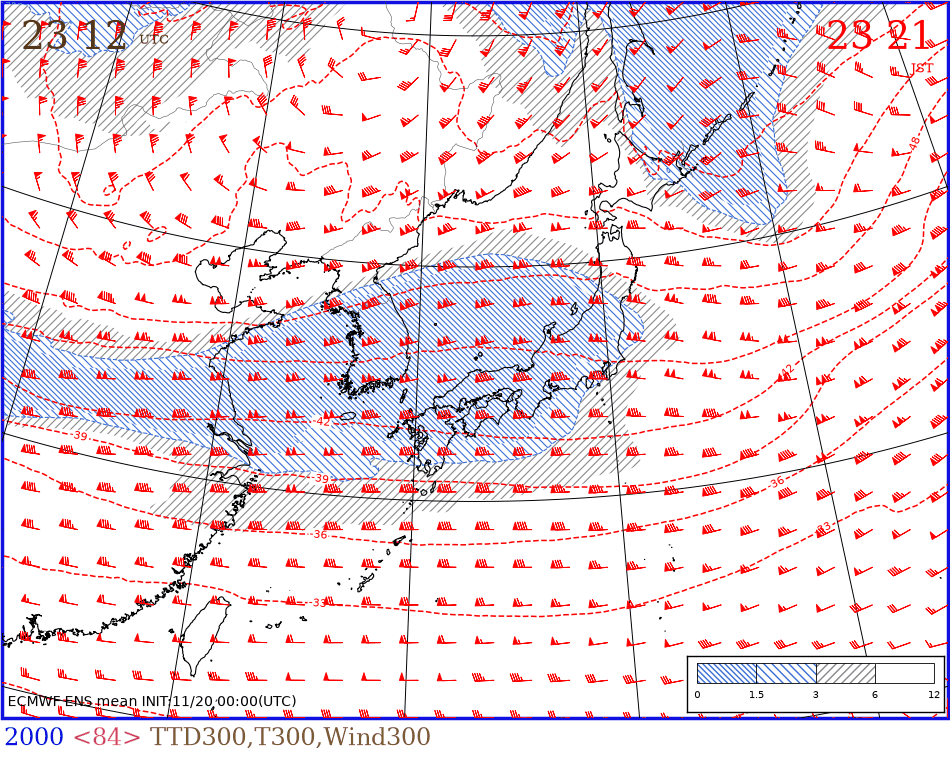 23 12 UTC
23 21
JST
-48
-42
-42
-39
-39
-36
-36
-33
-33
0 1.5 3 6 12
ECMWF ENS mean INIT:11/20 00:00(UTC)
2000 <84> TTD300,T300,Wind300